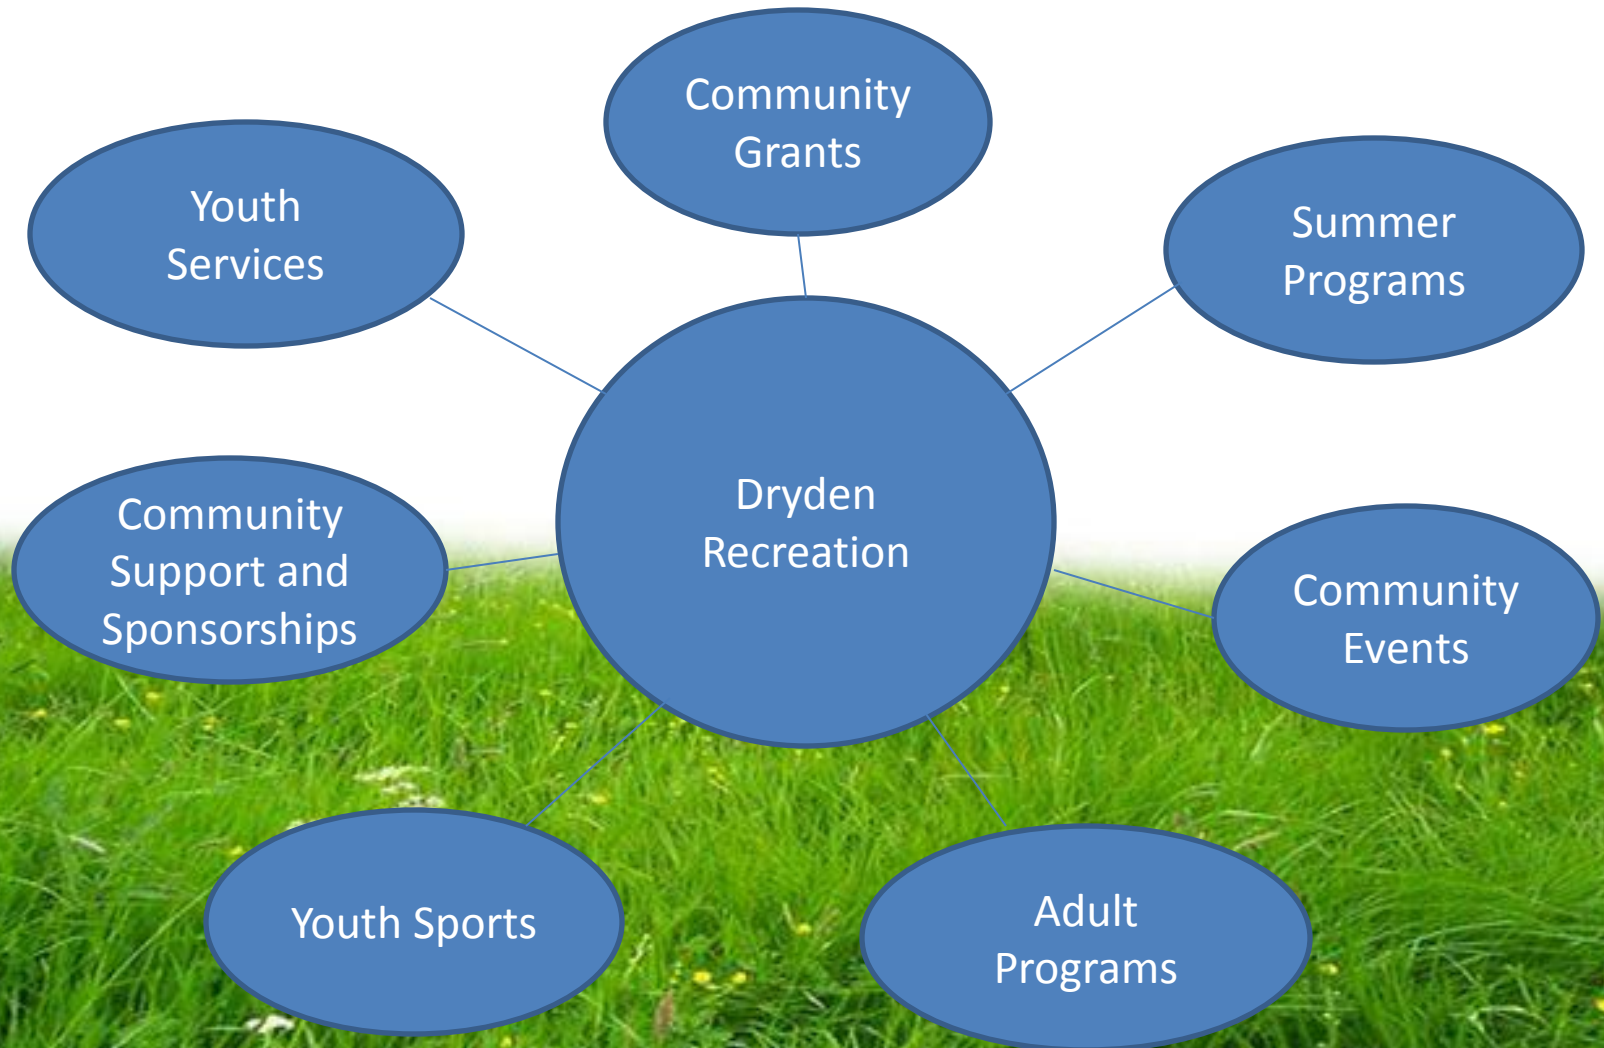 Community
Grants
Youth
Services
Summer
Programs
Dryden
Recreation
Community
Support and
Sponsorships
Community
Events
Youth Sports
Adult
Programs